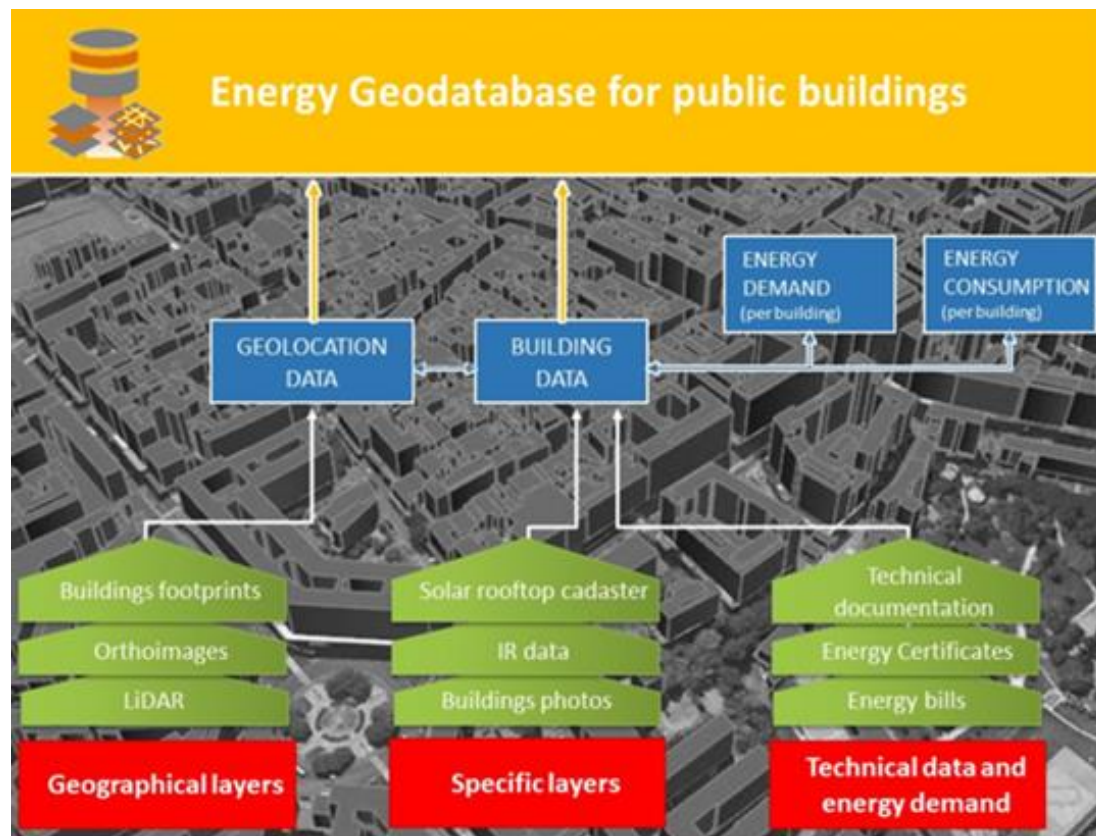 Energy Geodatabase for public buildings
ENERGY
DEMAND
(per building)
ENERGY
CONSUMPTION
(per building)
GEOLOCATION
DATA
BUILDING
DATA
Buildings footprints
Orthoimages
LiDAR
Geographical layers
Solar rooftop cadaster
IR data
Buildings photos
Specific layers
Technical
documentation
Energy Certificates
Energy bills
Technical data and
energy demand